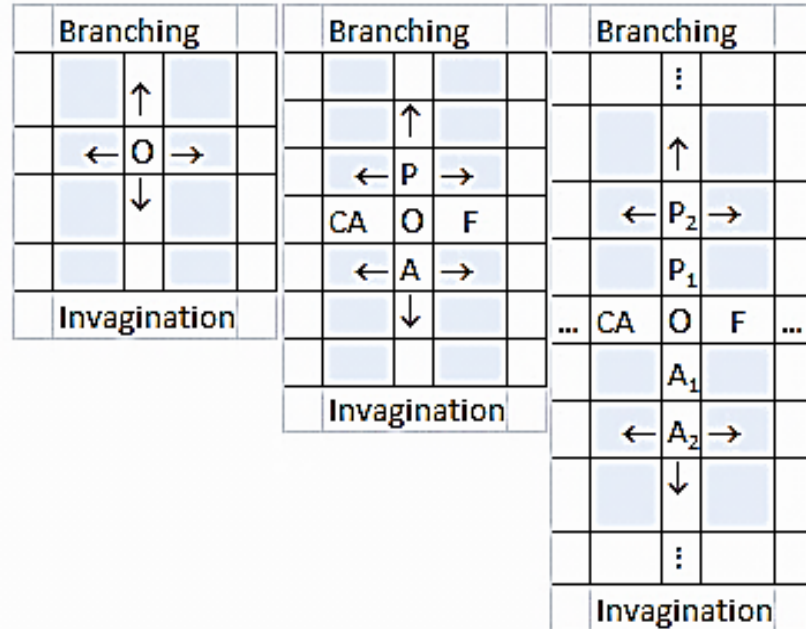 Branching
↑
← O →
↓
Invagination
Branching
↑
← P →
CA O F
← A →
↓
Invagination
Branching
⋮
↑
← P₂ →
P₁
... CA O F ...
A₁
← A₂ →
↓
⋮
Invagination